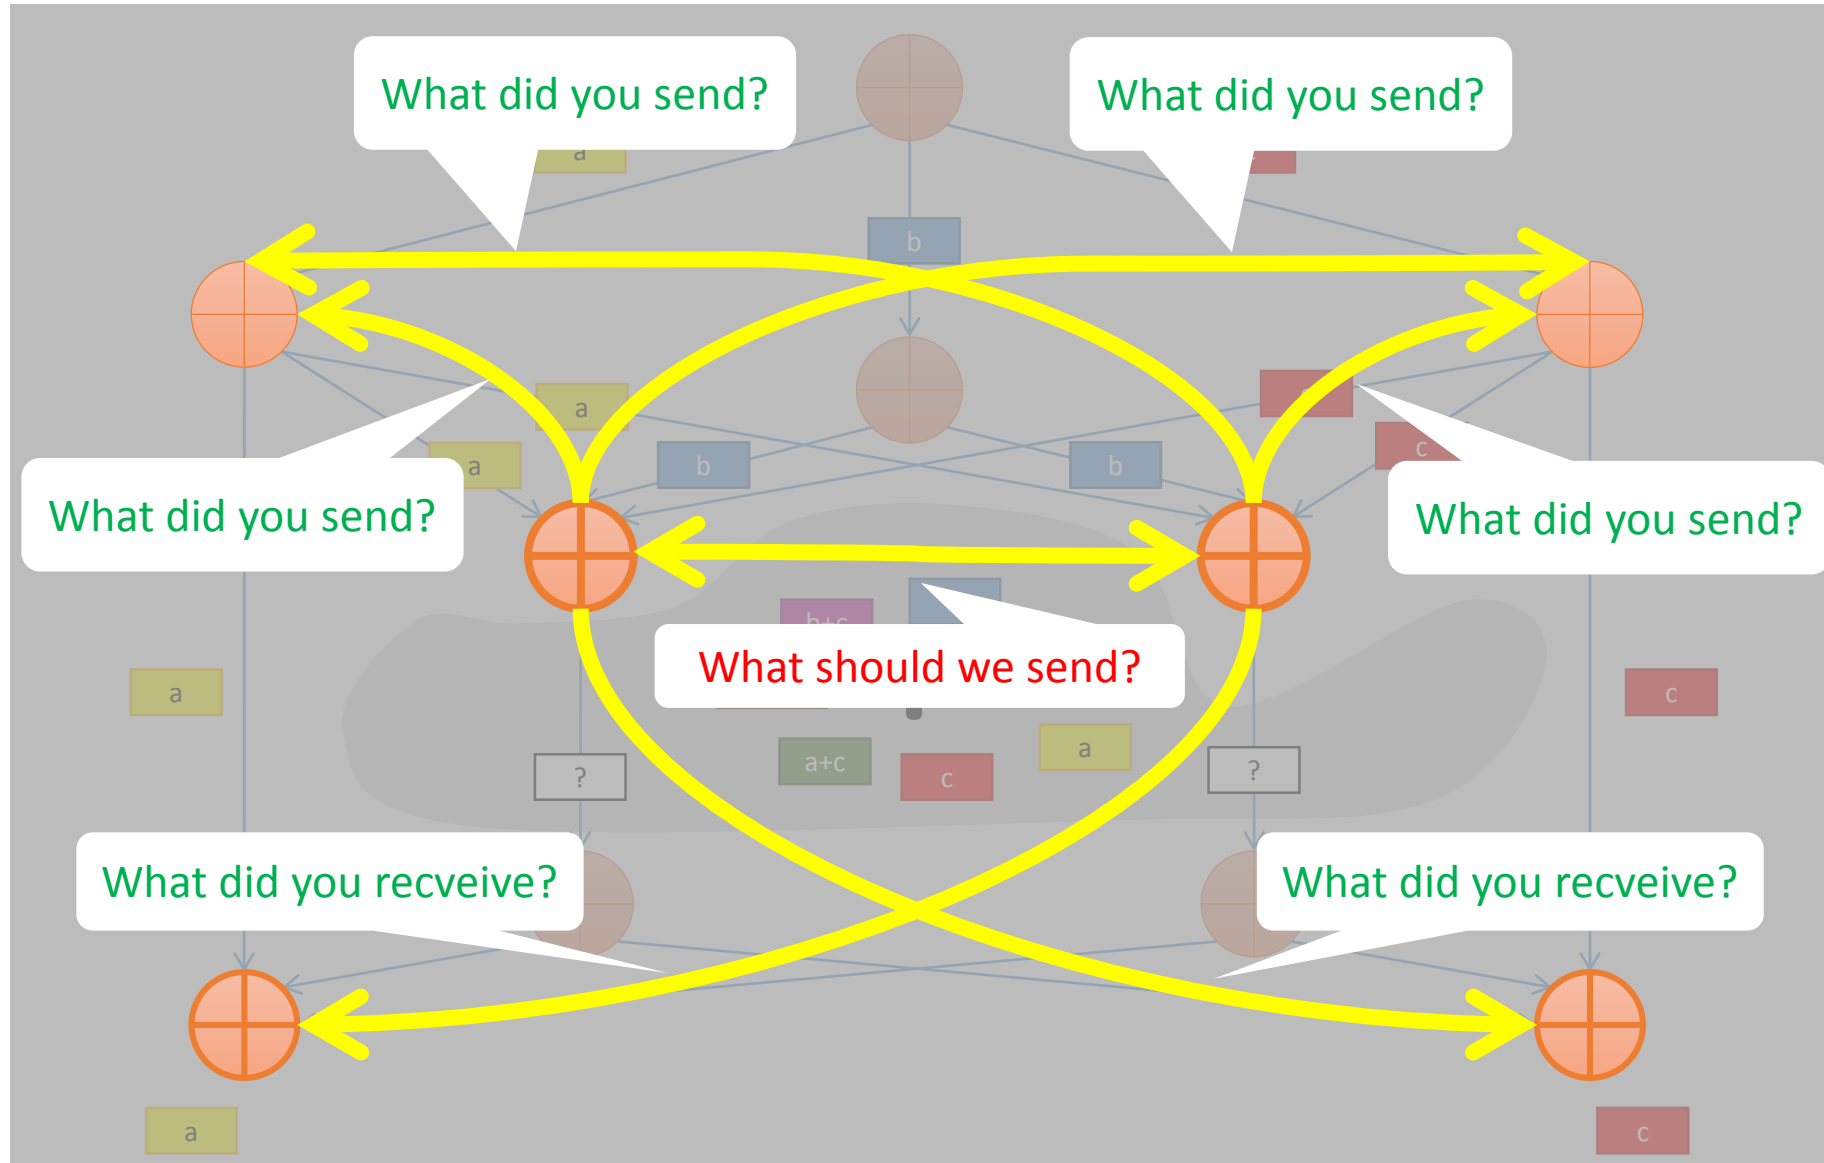 What did you send?
What did you send?
a
b
a
a
b
b
c
What did you send?
What did you send?
b+c
What should we send?
a
c
a
a+c
c
?
?
What did you recveive?
What did you recveive?
a
c